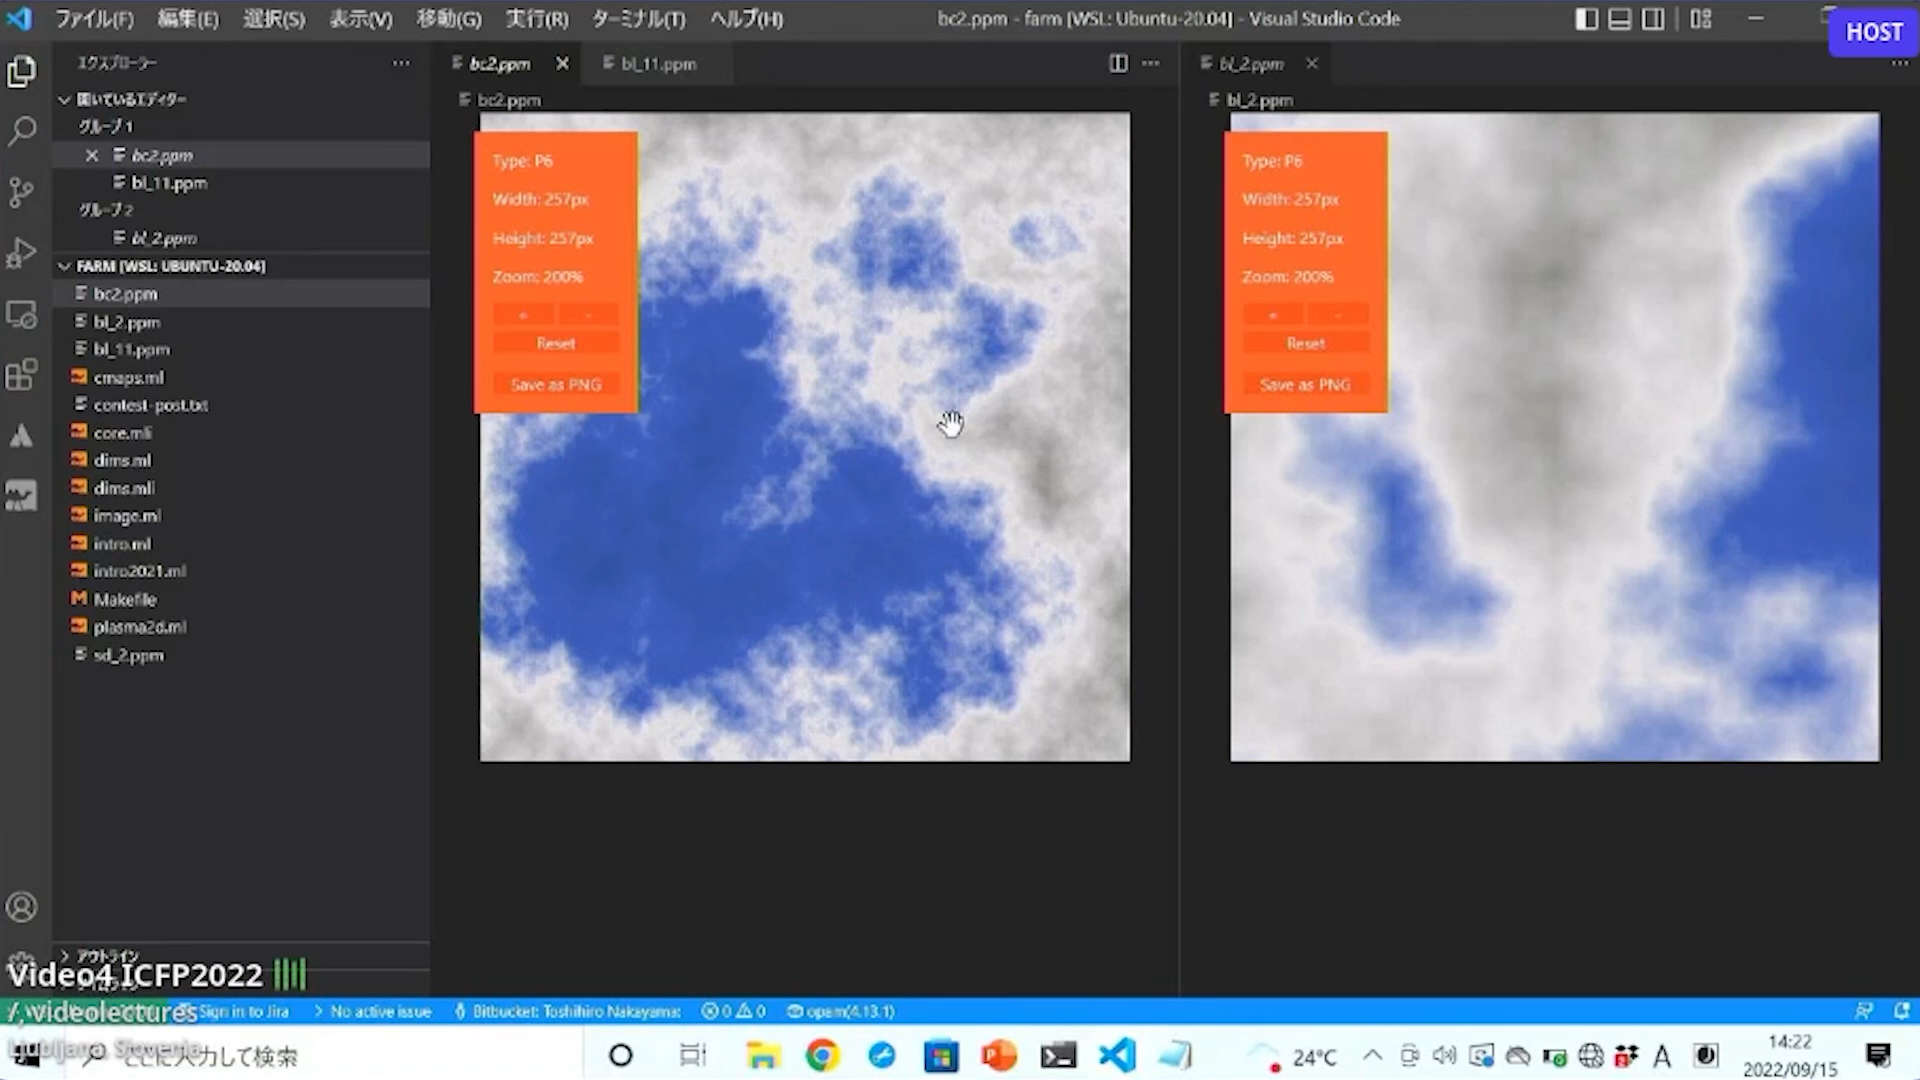 ファイル(F) 編集(E) 選択(S) 表示(V) 移動(G) 実行(R) ターミナル(T) ヘルプ(H) bc2.ppm - farm [WSL: Ubuntu-20.04] - Visual Studio Code
HOST
エクスプローラー
開いているエディター
グループ 1
bc2.ppm
bl_11.ppm
グループ 2
bl_2.ppm
FARM [WSL: UBUNTU-20.04]
bc2.ppm
bl_2.ppm
bl_11.ppm
cmaps.ml
contest-post.txt
core.mli
dims.ml
dims.mli
image.ml
intro.ml
intro2021.ml
Makefile
plasma2d.ml
sd_2.ppm
アウトライン
bc2.ppm bl_11.ppm
bc2.ppm
Type: P6
Width: 257px
Height: 257px
Zoom: 200%
Reset
Save as PNG
bl_2.ppm
bl_2.ppm
Type: P6
Width: 257px
Height: 257px
Zoom: 200%
Reset
Save as PNG
Video4 ICFP2022
videolectures
Ljubljana, Slovenia
Sign in to Jira No active issue Bitbucket: Toshihiro Nakayama: 0 0 opam(4.13.1)
ここに入力して検索
24°C A 14:22
2022/09/15